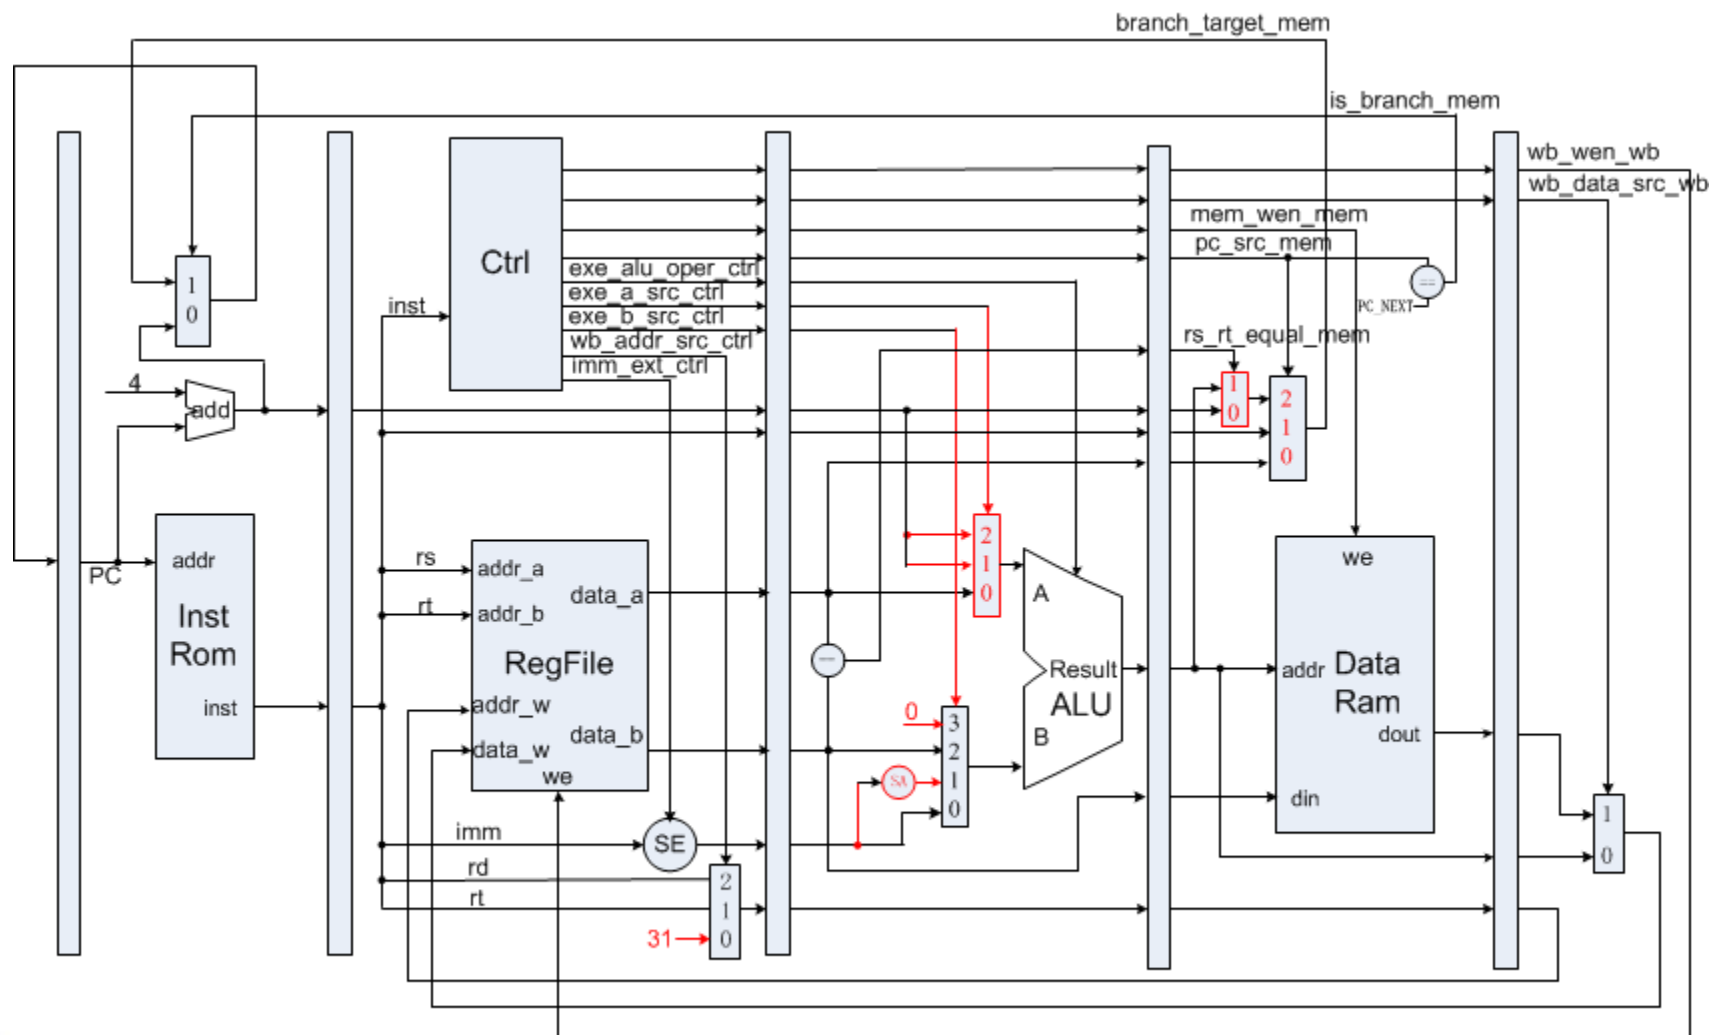 branch_target_mem
is_branch_mem
wb_wen_wb
wb_data_src_wb
mem_wen_mem
pc_src_mem
Ctrl
exe_alu_oper_ctrl
exe_a_src_ctrl
exe_b_src_ctrl
wb_addr_src_ctrl
imm_ext_ctrl
inst
1
0
==
PC_NEXT
rs_rt_equal_mem
4
add
1
0
2
1
0
PC
addr
Inst
Rom
inst
rs
rt
addr_a
addr_b
data_a
RegFile
addr_w
data_w
data_b
we
2
1
0
A
Result
ALU
B
0
3
2
1
0
SA
we
addr
Data
Ram
dout
din
imm
SE
rd
rt
31
2
1
0
1
0